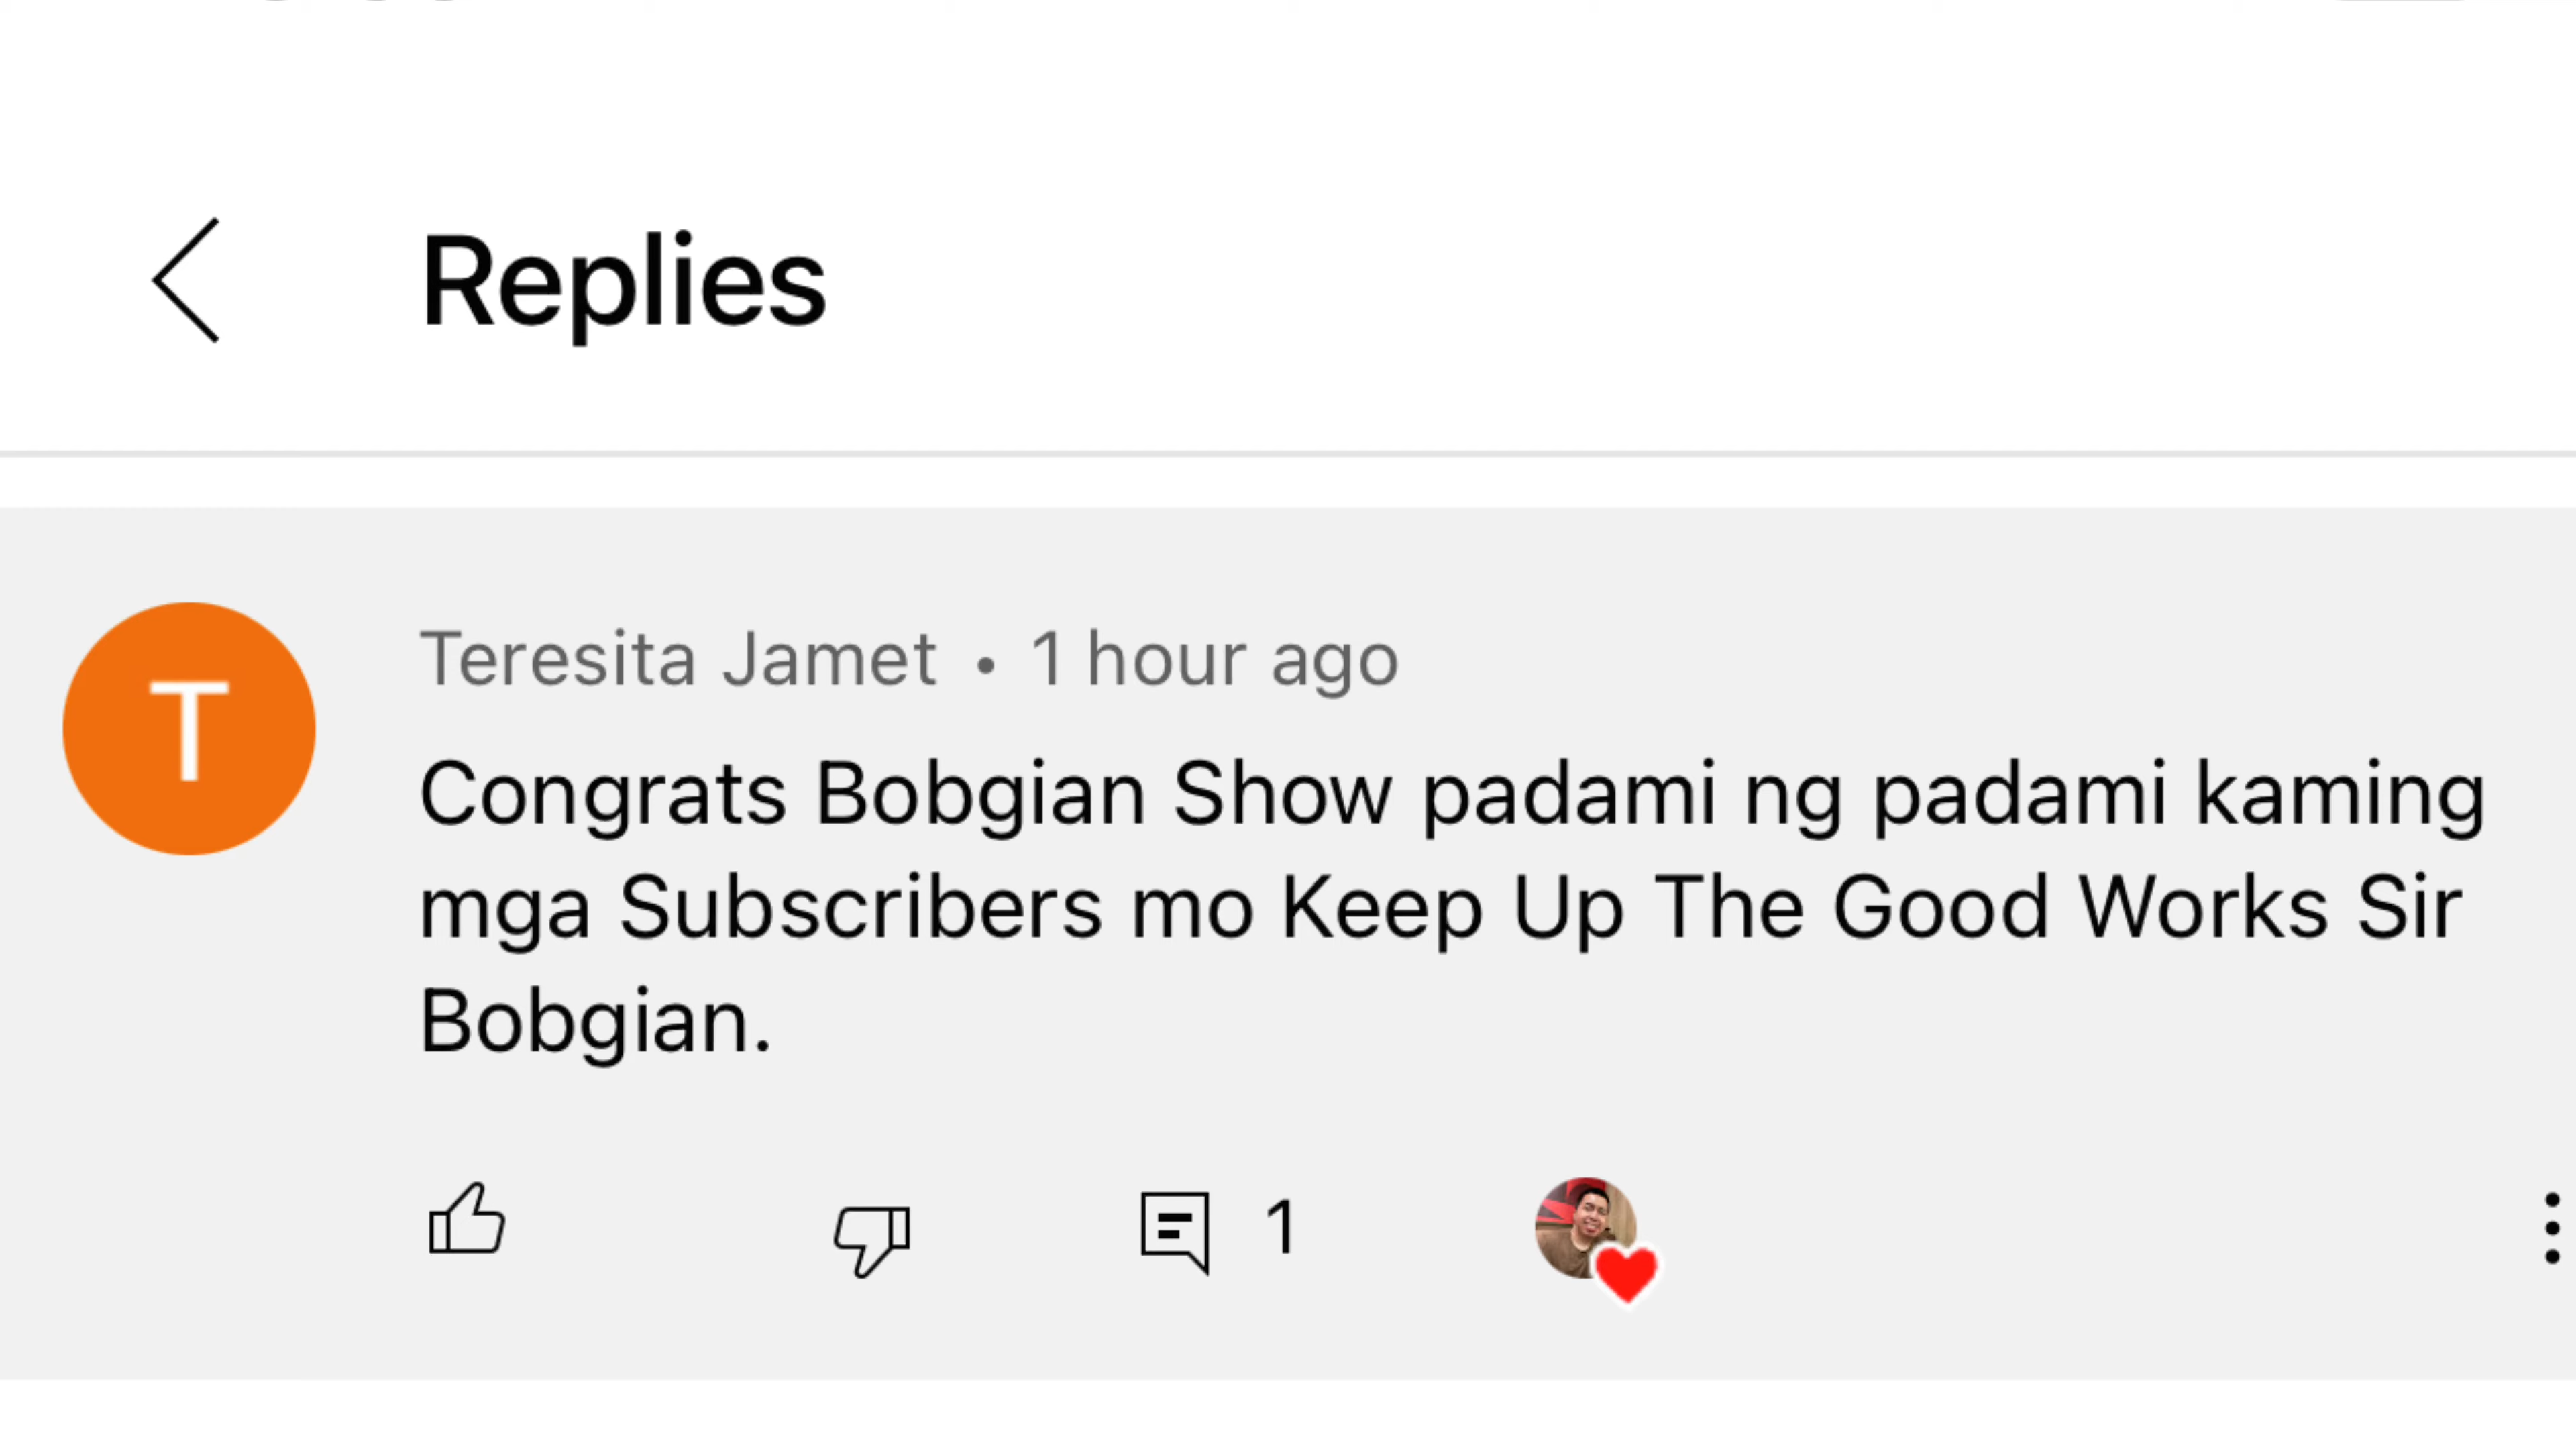 Replies
T
Teresita Jamet • 1 hour ago
Congrats Bobgian Show padami ng padami kaming
mga Subscribers mo Keep Up The Good Works Sir
Bobgian.
1